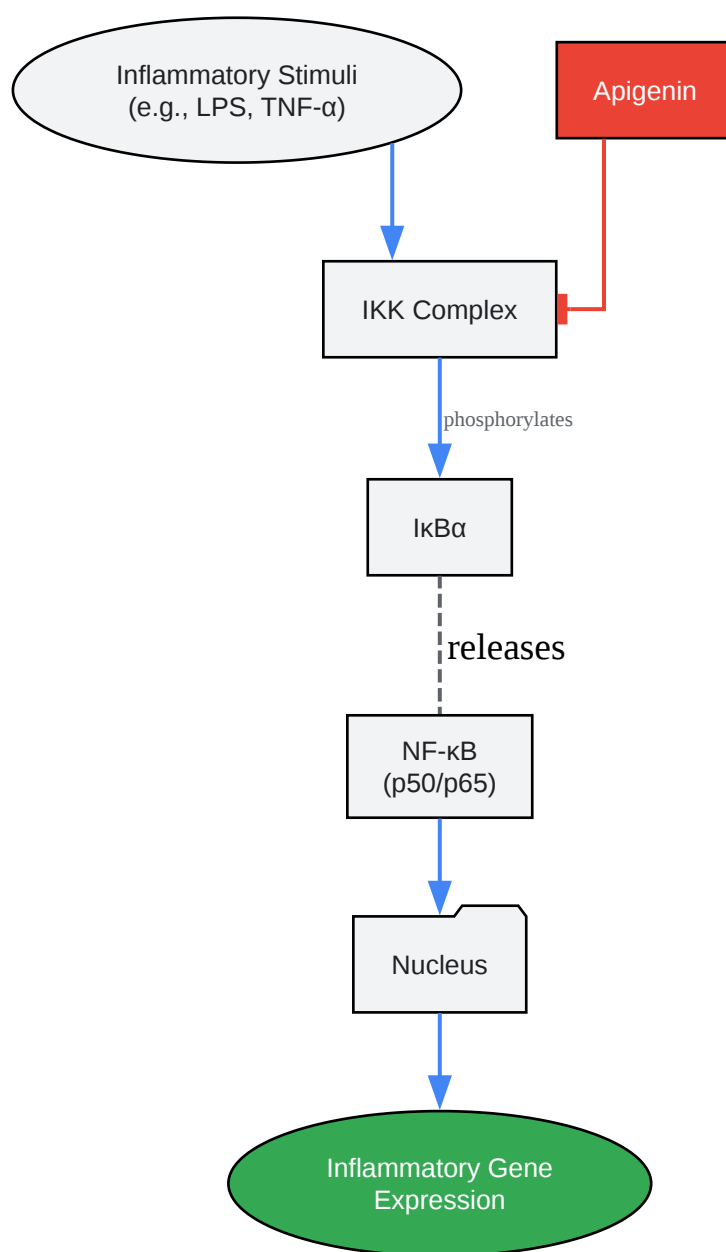 Inflammatory Stimuli
(e.g., LPS, TNF-α)
Apigenin
IKK Complex
phosphorylates
IκBα
releases
NF-κB
(p50/p65)
Nucleus
Inflammatory Gene
Expression